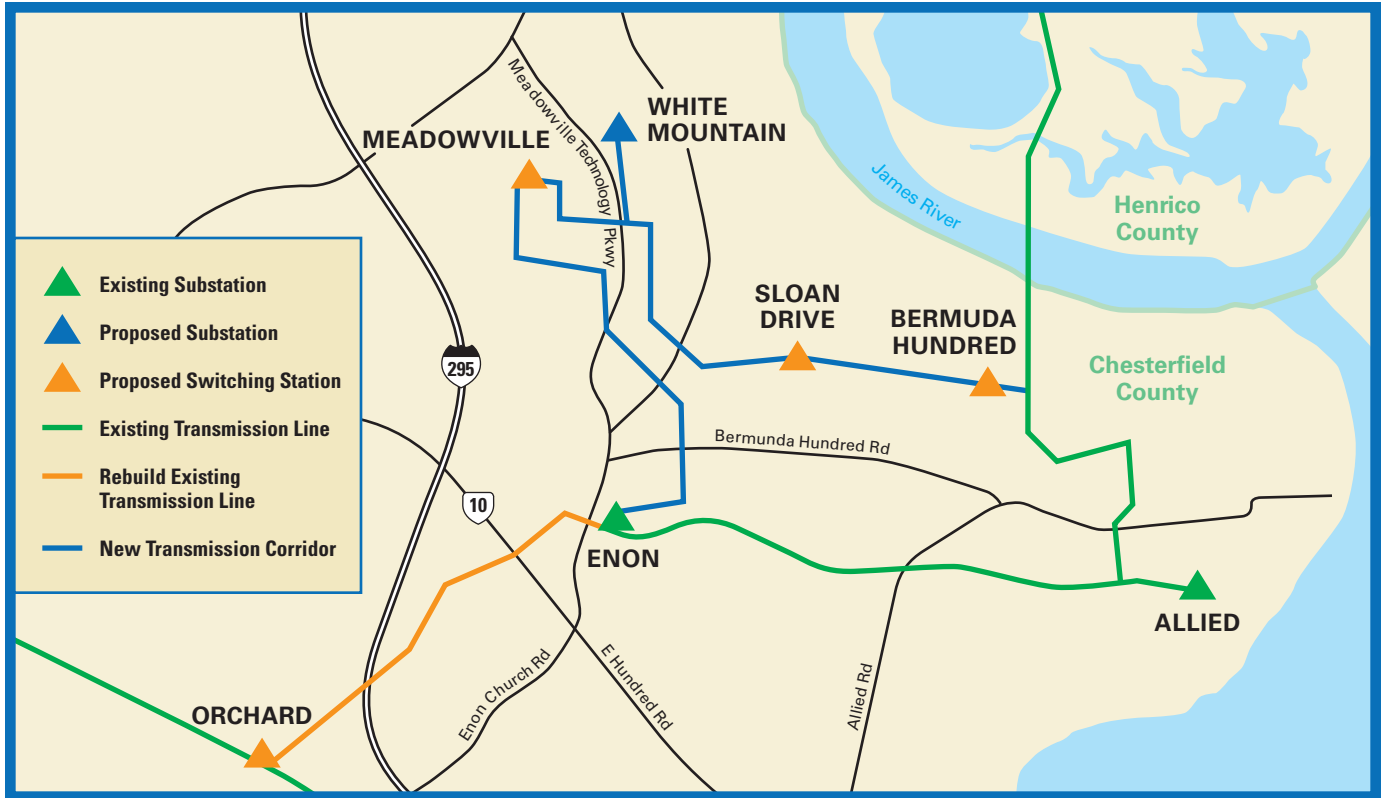 WHITE
MOUNTAIN
MEADOWVILLE
Meadowville Technology Pkwy
James River
Henrico
County
Existing Substation
Proposed Substation
Proposed Switching Station
Existing Transmission Line
Rebuild Existing
Transmission Line
New Transmission Corridor
295
SLOAN
DRIVE
BERMUDA
HUNDRED
Chesterfield
County
Bermunda Hundred Rd
10
ENON
ALLIED
ORCHARD
Enon Church Rd
E Hundred Rd
Allied Rd